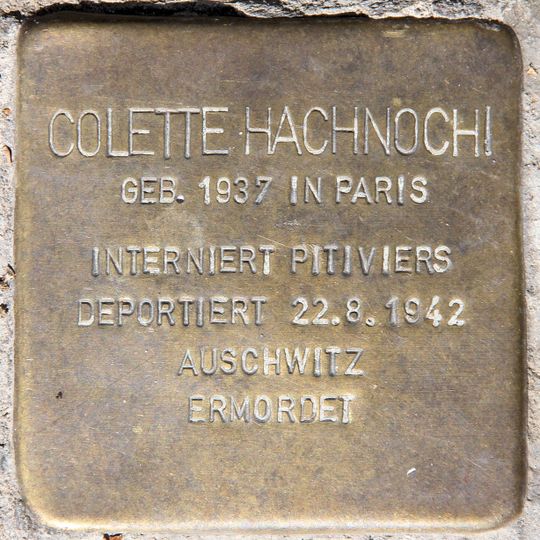 COLETTE HACHNOCHI
GEB. 1937 IN PARIS
INTERNIERT PITIVIERS
DEPORTIERT 22.8.1942
AUSCHWITZ
ERMORDET